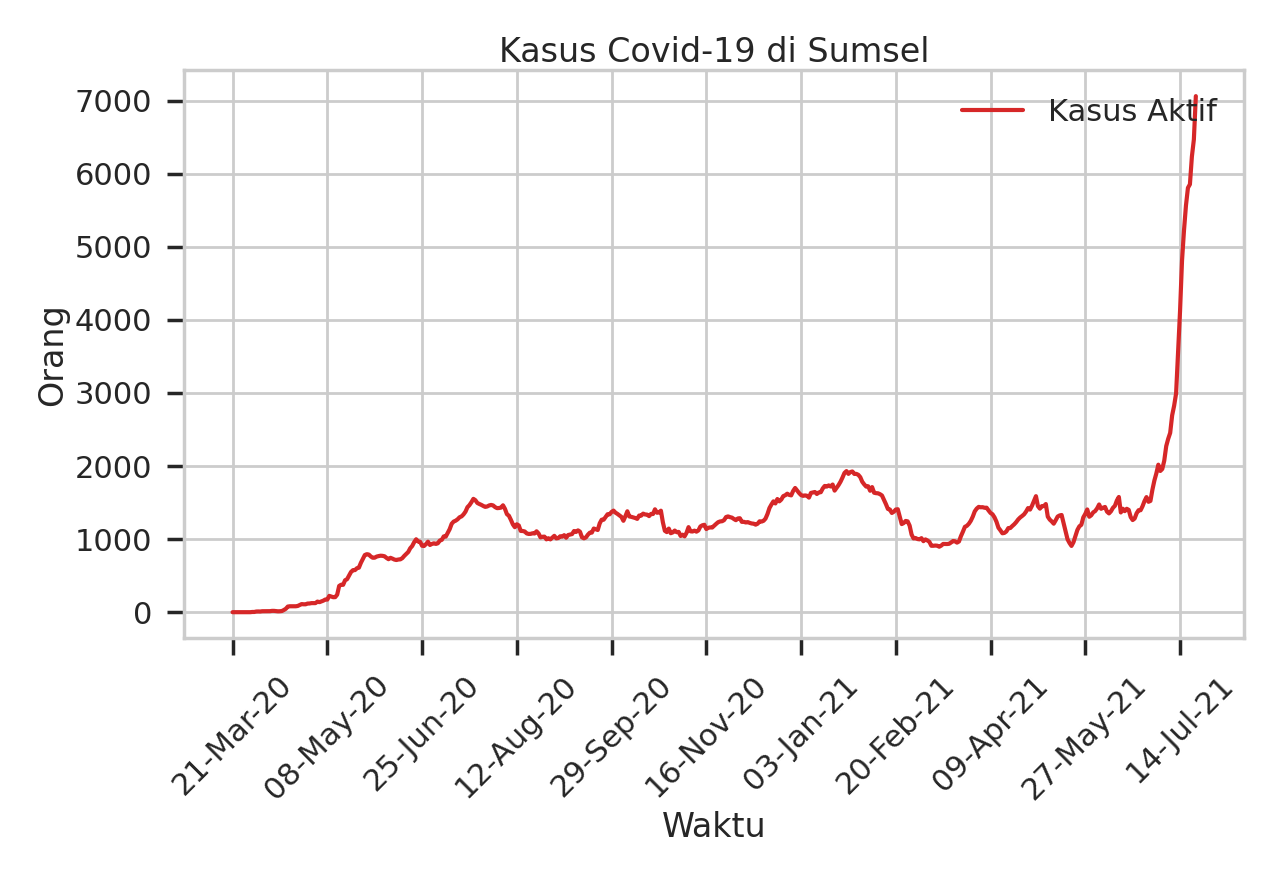 Kasus Covid-19 di Sumsel
Kasus Aktif
Orang
7000
6000
5000
4000
3000
2000
1000
0
21-Mar-20
08-May-20
25-Jun-20
12-Aug-20
29-Sep-20
16-Nov-20
03-Jan-21
20-Feb-21
09-Apr-21
27-May-21
14-Jul-21
Waktu